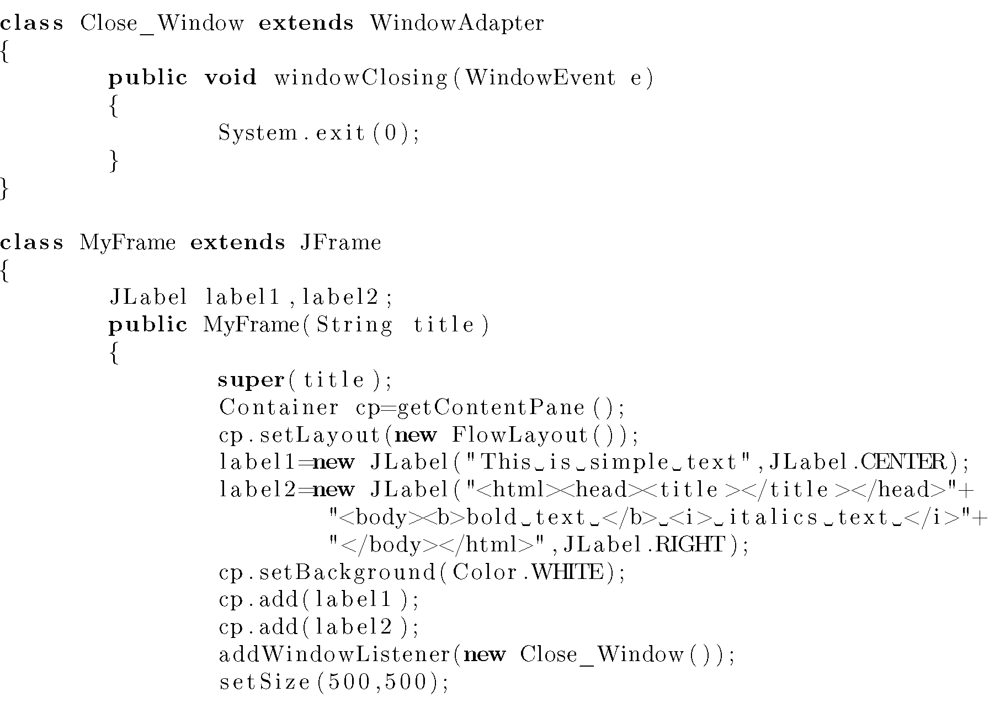 class Close_Window extends WindowAdapter
{
public void windowClosing(WindowEvent e)
{
System.exit(0);
}
}
class MyFrame extends JFrame
{
JLabel label1,label2;
public MyFrame(String title)
{
super(title);
Container cp=getContentPane();
cp.setLayout(new FlowLayout());
label1=new JLabel("This␣is␣simple␣text",JLabel.CENTER);
label2=new JLabel("<html><head><title></title></head>"+
"<body><b>bold␣text␣</b>␣<i>␣italics␣text␣</i>"+
"</body></html>",JLabel.RIGHT);
cp.setBackground(Color.WHITE);
cp.add(label1);
cp.add(label2);
addWindowListener(new Close_Window());
setSize(500,500);